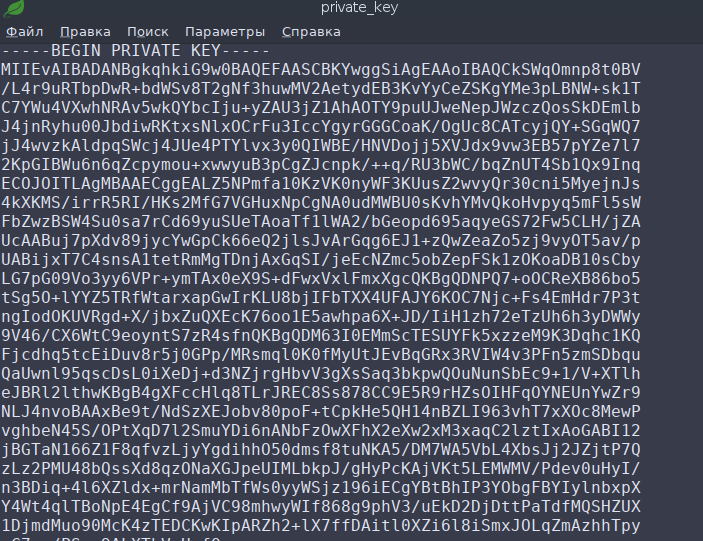 private_key
Файл Правка Поиск Параметры Справка
-----BEGIN PRIVATE KEY-----
MIIEvAIBADANBgkqhkiG9w0BAQEFAASCBKYwggSiAgEAAoIBAQCkSWqOmnp8t0BV
/L4r9uRTbpDwR+bdWSv8T2gNf3huwMV2AetydEB3KvYyCeZSKgYMe3pLBNW+sk1T
C7YWu4VXwhNRAv5wkQYbcIju+yZAU3jZ1AhAOTY9puUJweNepJWzczQosSkDEmlb
J4jnRyhu00JbdiwRKtxsNlxOCrFu3IccYgyrGGGCoaK/OgUc8CATcyjQY+SGqWQ7
jJ4wvzkAldpqSWcj4JUe4PTYlvx3y0QIWBE/HNVDojj5XVJdx9vw3EB57pYZe7l7
2KpGIBWu6n6qZcpymou+xwwyuB3pCgZJcnpk/++q/RU3bWC/bqZnUT4Sb1Qx9Inq
ECOJOITLAgMBAAECggEALZ5NPmfa10KzVK0nyWF3KUusZ2wvyQr30cni5MyejnJs
4kXKMS/irrR5RI/HKs2MfG7VGHuxNpCgNA0udMWBU0sKvhYMvQkoHvpyq5mFl5sW
FbZwzBSW4Su0sa7rCd69yuSUeTAoaTf1lWA2/bGeopd695aqyeGS72Fw5CLH/jZA
UcAABuj7pXdv89jycYwGpCk66eQ2jlsJvArGqg6EJ1+zQwZeaZo5zj9vyOT5av/p
UABijxT7C4snsA1tetRmMgTDnjAxGqSI/jeEcNZmc5obZepFSk1zOKoaDB10sCby
LG7pG09Vo3yy6VPr+ymTAx0eX9S+dFwxVxlFmxXgcQKBgQDNPQ7+oOCReXB86bo5
tSg5O+lYYZ5TRfWtarxapGwIrKLU8bjIFbTXX4UFAJY6KOC7Njc+Fs4EmHdr7P3t
ngIodOKUVRgd+X/jbxZuQXEcK76oo1E5awhpa6X+JD/IiH1zh72eTzUh6h3yDWWy
9V46/CX6WtC9eoyntS7zR4sfnQKBgQDM63I0EMmScTESUYFk5xzzeM9K3Dqhc1KQ
Fjcdhq5tcEiDuv8r5j0GPp/MRsmql0K0fMyUtJEvBqGRx3RVIW4v3PFn5zmSDbqu
QaUwnl95qscDsL0iXeDj+d3NZjrgHbvV3gXsSaq3bkpwQOuNunSbEc9+1/V+XTlh
eJBRl2lthwKBgB4gXFccHlq8TLrJREC8Ss878CC9E5R9rHZsOIHFqOYNEUnYwZr9
NLJ4nvoBAAxBe9t/NdSzXEJobv80poF+tCpkHe5QH14nBZLI963vhT7xXOc8MewP
vghbeN45S/OPtXqD7l2SmuYDi6nANbFzOwXFhX2eXw2xM3xaqC2lztIxAoGABI12
jBGTaN166Z1F8qfvzLjyYgdihhO50dmsf8tuNKA5/DM7WA5VbL4XbsJj2JZjtP7Q
zLz2PMU48bQssXd8qzONaXGJpeUIMLbkpJ/gHyPcKAjVKt5LEMWMV/Pdev0uHyI/
n3BDiq+4l6XZldx+mrNamMbTfWs0yyWSjz196iECgYBtBhIP3YObgFBYIylnbxpX
Y4Wt4qlTBoNpE4EgCf9AjVC98mhwyWIf868g9phV3/uEkD2DjDttPaTdfMQSHZUX
1DjmdMuo90McK4zTEDCKwKIpARZh2+lX7ffDAitl0XZi6l8iSmxJOLqZmAzhhTpy